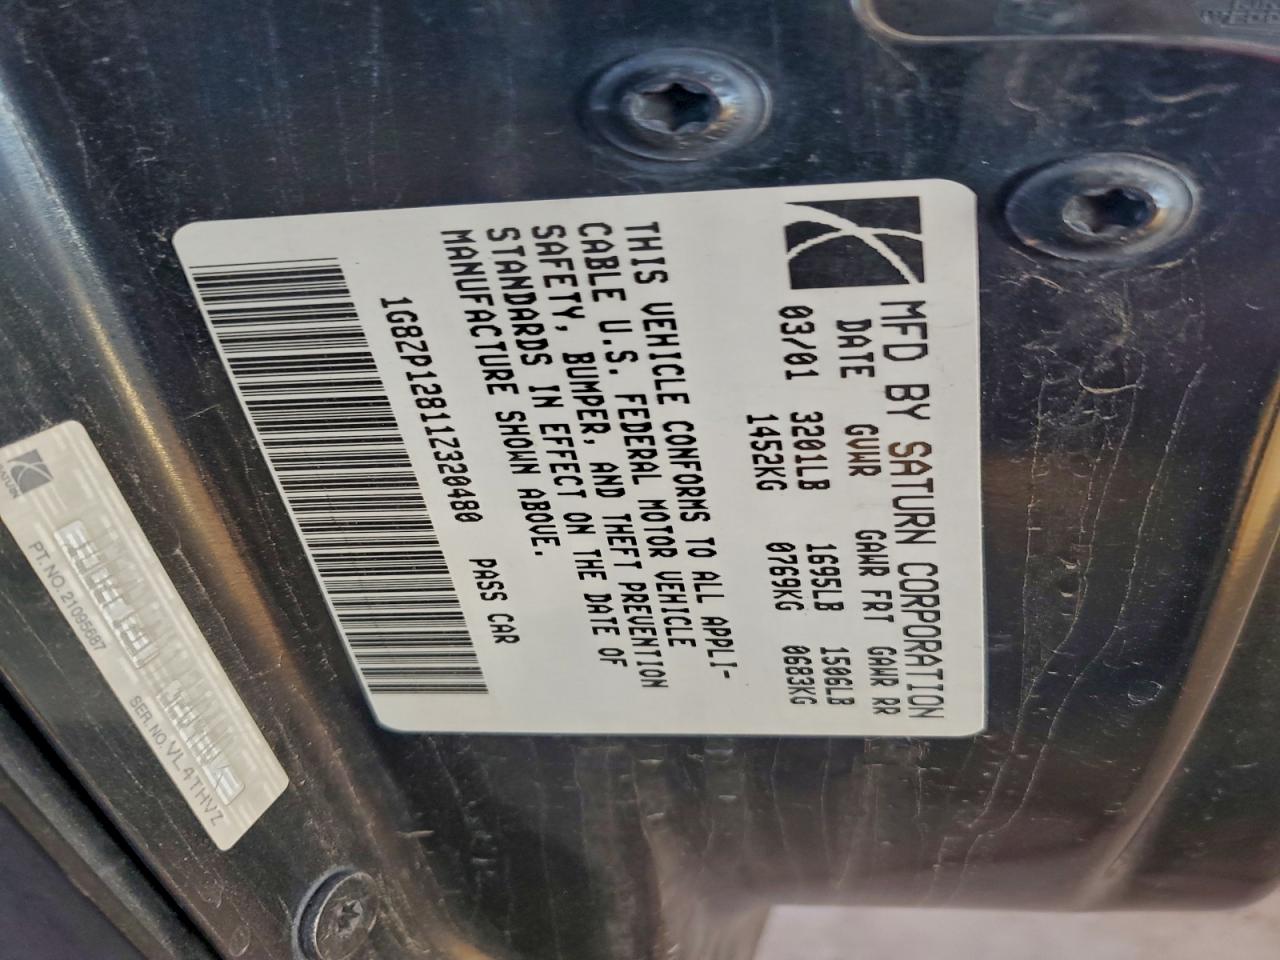 MFD BY SATURN CORPORATION
DATE GVWR GAWR FRT GAWR RR
03/01 3201LB 1695LB 1506LB
1452KG 0769KG 0683KG
THIS VEHICLE CONFORMS TO ALL APPLI-
CABLE U.S. FEDERAL MOTOR VEHICLE
SAFETY, BUMPER, AND THEFT PREVENTION
STANDARDS IN EFFECT ON THE DATE OF
MANUFACTURE SHOWN ABOVE.
1G8ZP12811Z320480 PASS CAR
SATURN
PT. NO. 21095687 SER. NO. VL4THVZ